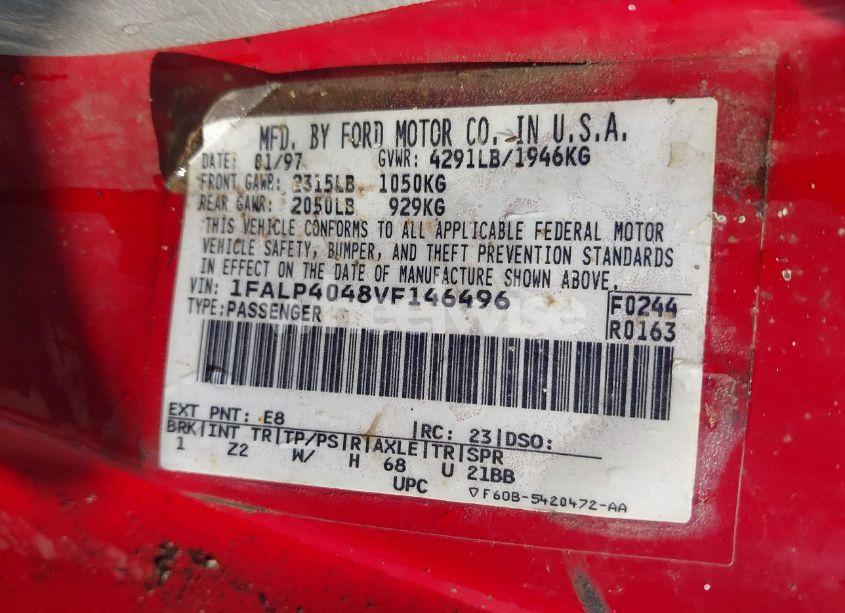 MFD. BY FORD MOTOR CO. IN U.S.A.
DATE: 01/97 GVWR: 4291LB/1946KG
FRONT GAWR: 2315LB 1050KG
REAR GAWR: 2050LB 929KG
THIS VEHICLE CONFORMS TO ALL APPLICABLE FEDERAL MOTOR
VEHICLE SAFETY, BUMPER, AND THEFT PREVENTION STANDARDS
IN EFFECT ON THE DATE OF MANUFACTURE SHOWN ABOVE.
VIN: 1FALP4048VF146496 F0244
TYPE: PASSENGER R0163
EXT PNT: E8 |RC: 23|DSO:
BRK|INT TR|TP/PS|R|AXLE|TR|SPR
1 Z2 W/ H 68 U 21BB
UPC ▽F60B-5420472-AA